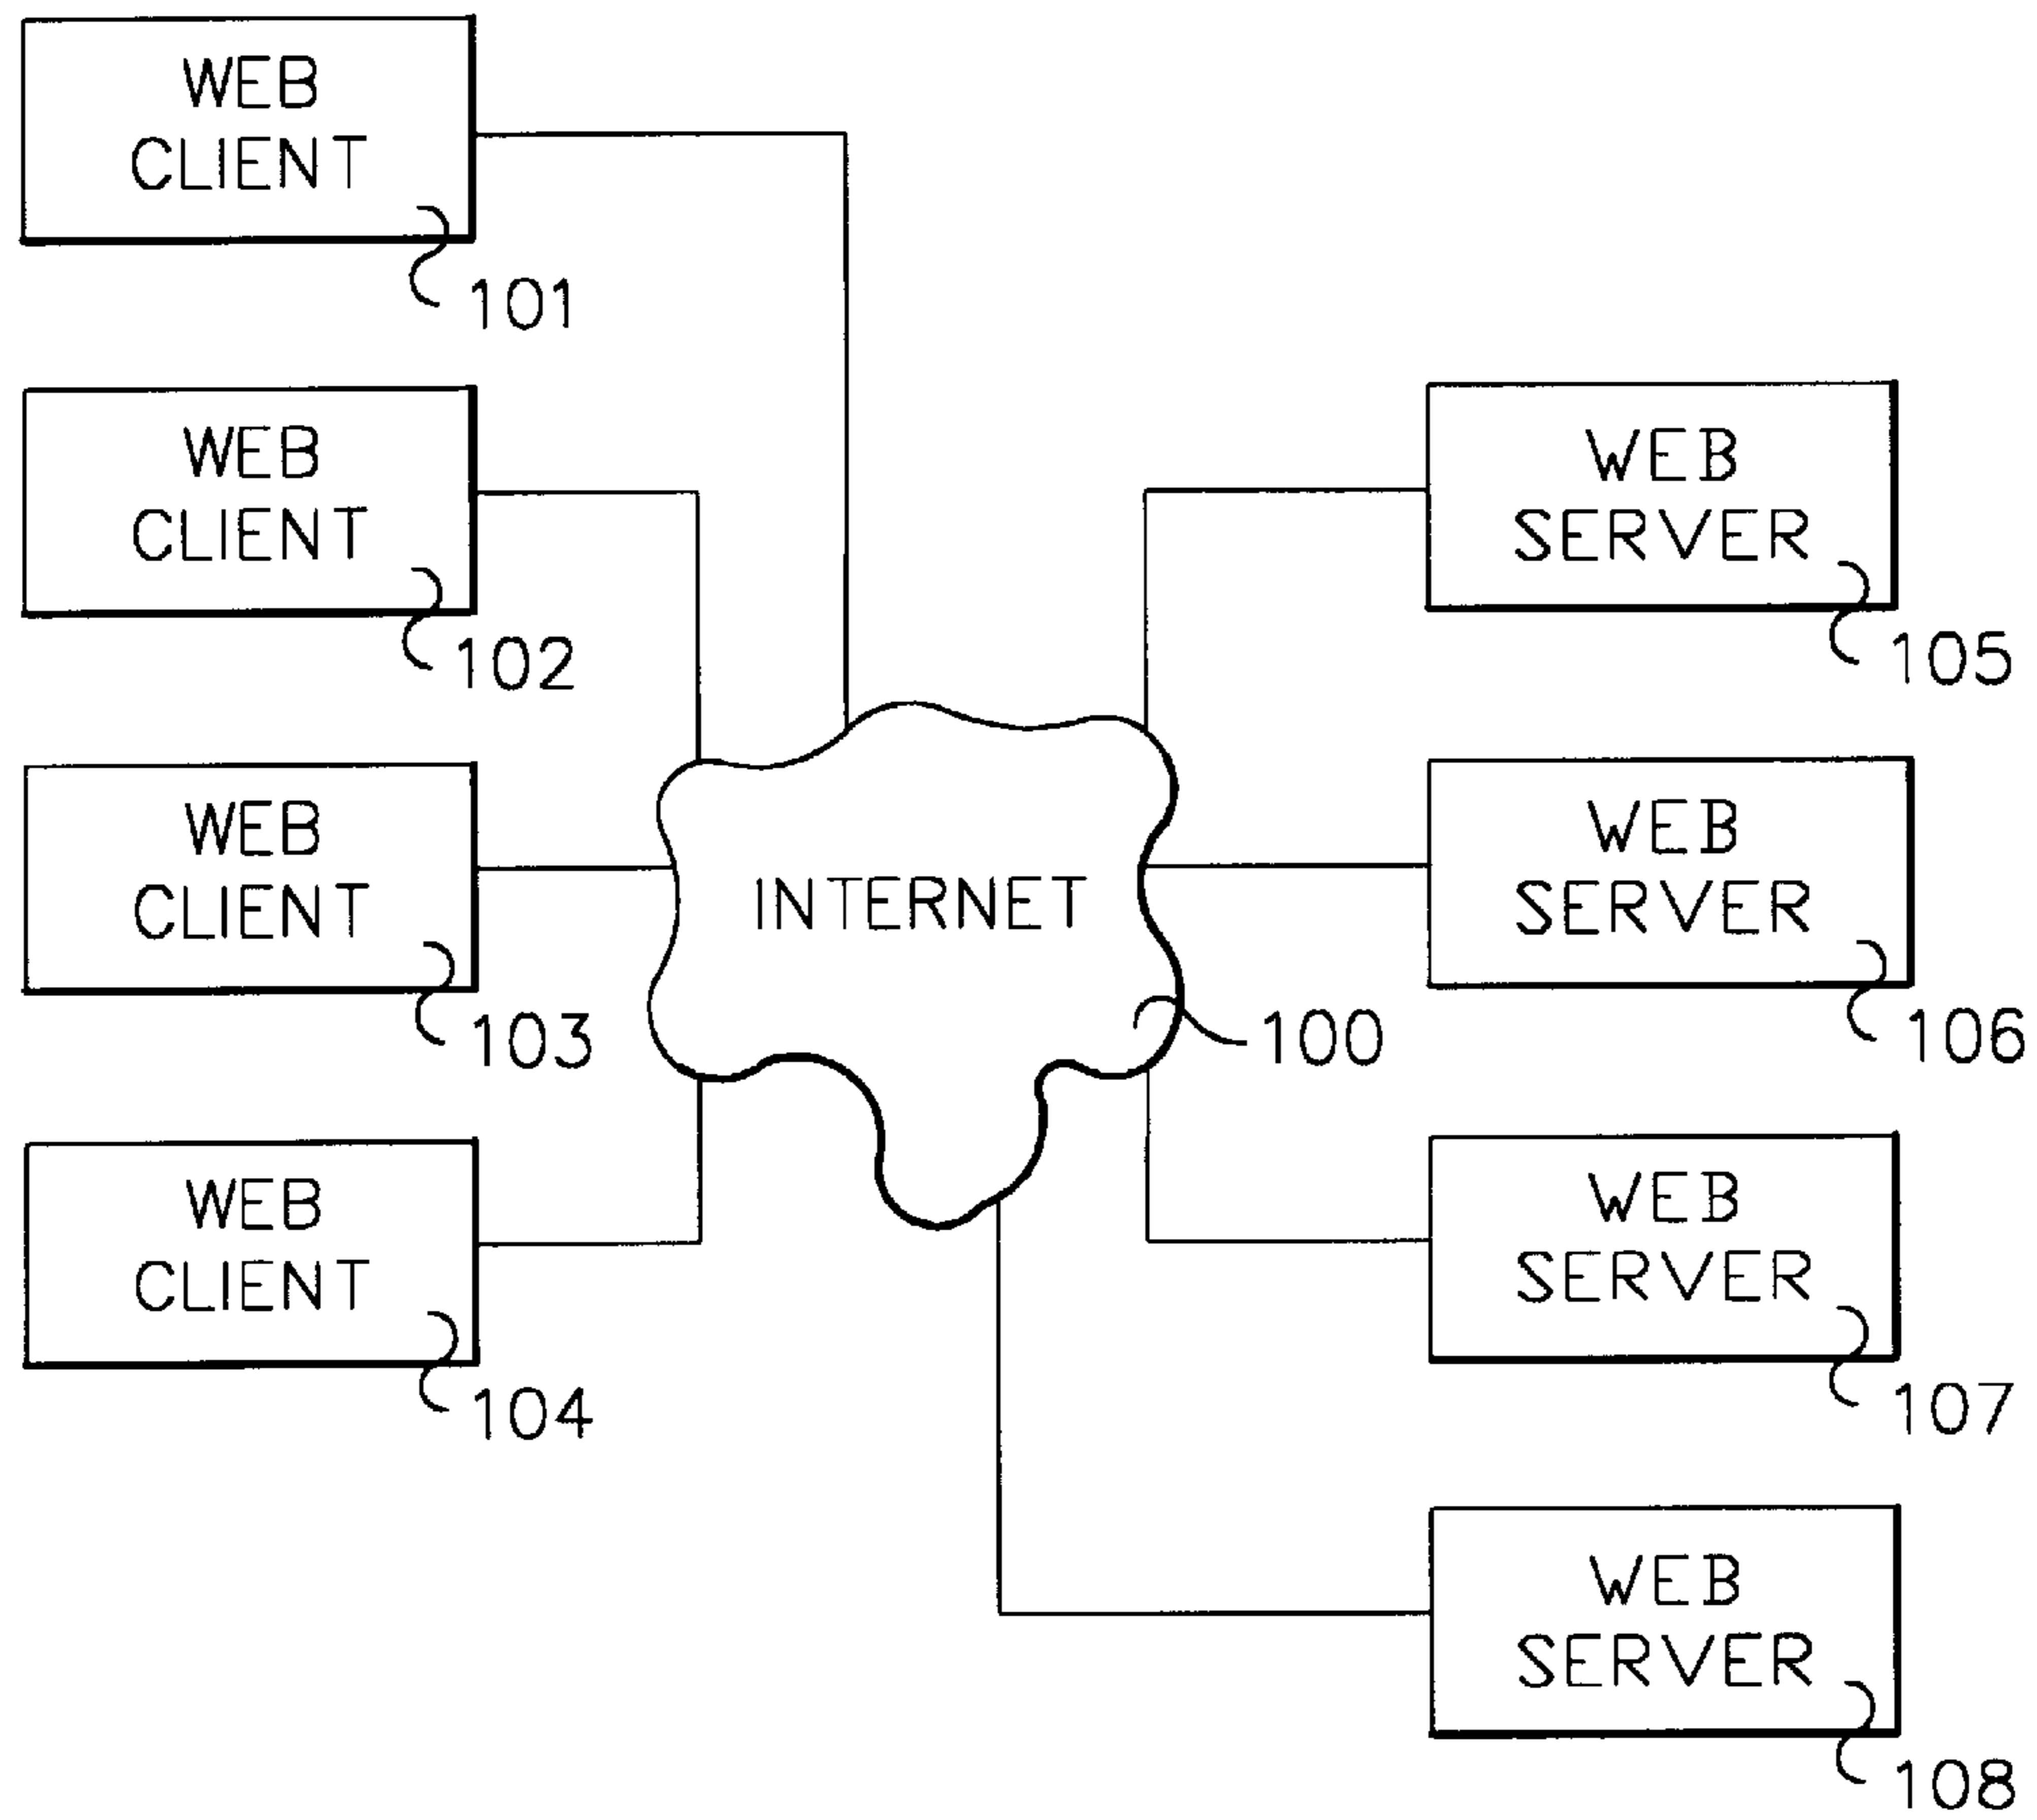 WEB
CLIENT
101
WEB
CLIENT
102
WEB
CLIENT
103
WEB
CLIENT
104
INTERNET
100
WEB
SERVER
105
WEB
SERVER
106
WEB
SERVER
107
WEB
SERVER
108